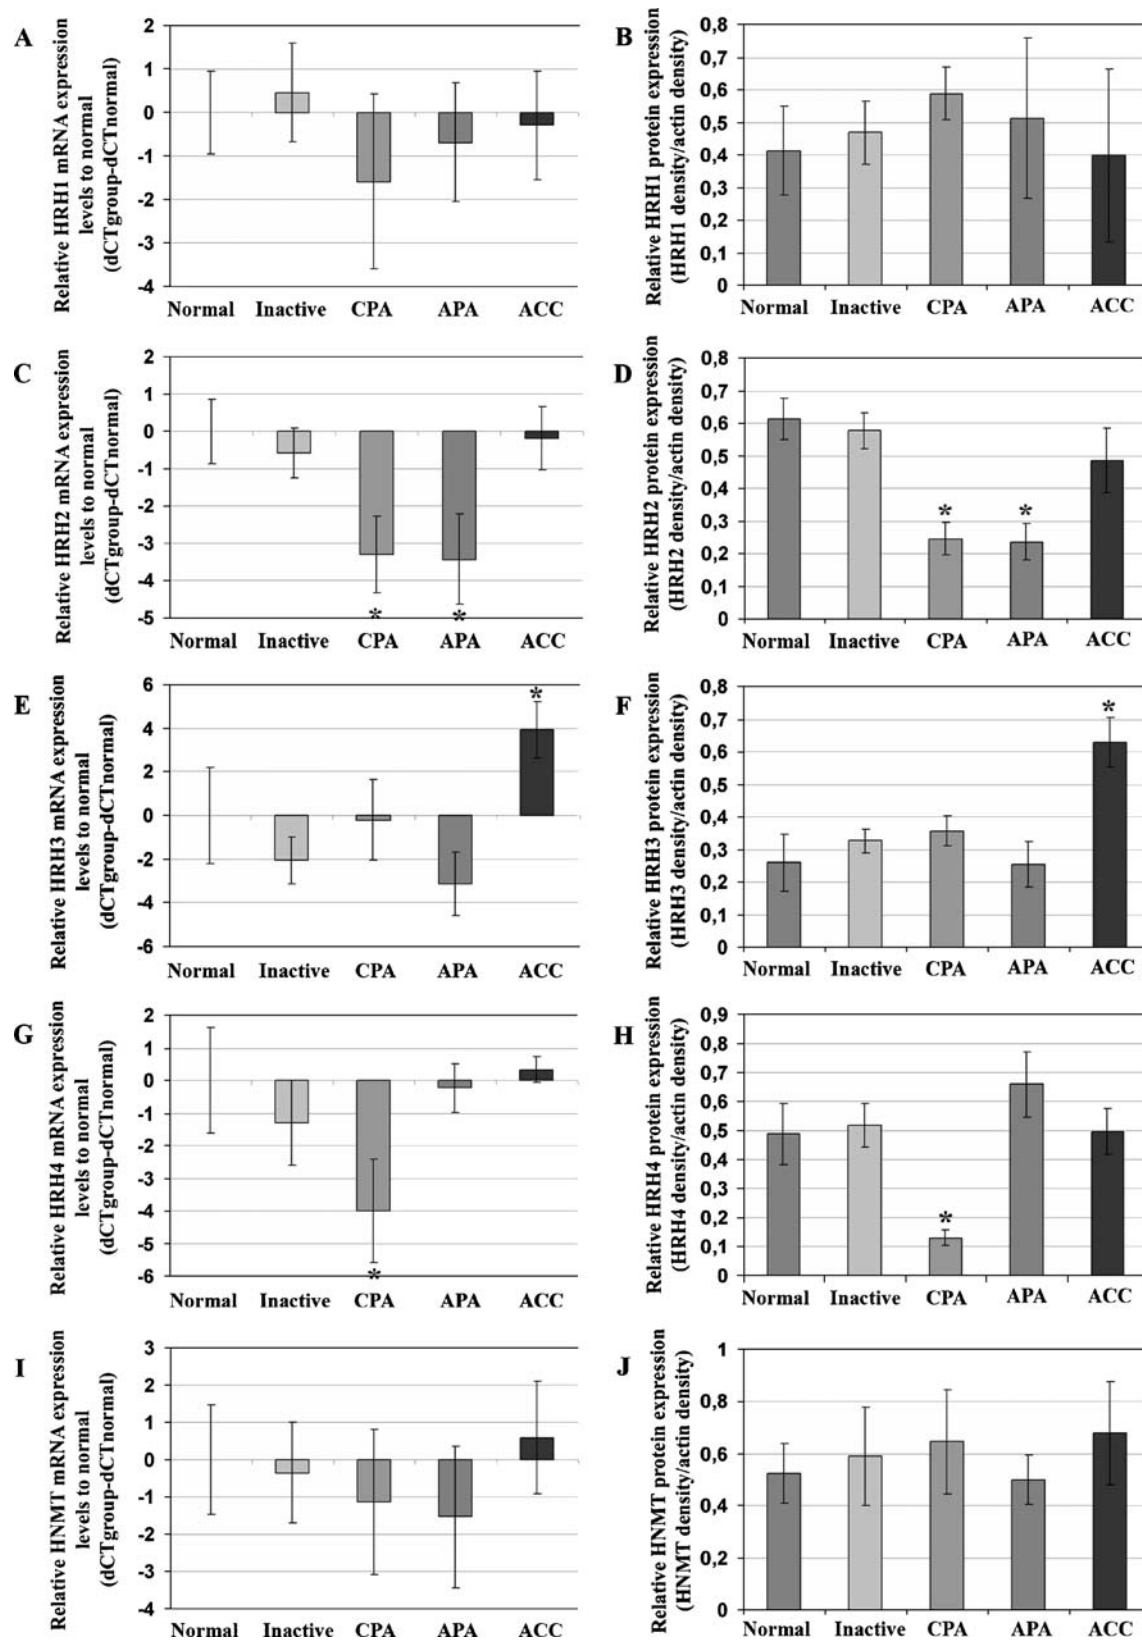 A
Relative HRH1 mRNA expression
levels to normal
(dCTgroup-dCTnormal)
2
1
0
-1
-2
-3
-4
Normal Inactive CPA APA ACC
B
Relative HRH1 protein expression
(HRH1 density/actin density)
0,8
0,7
0,6
0,5
0,4
0,3
0,2
0,1
0
Normal Inactive CPA APA ACC
C
Relative HRH2 mRNA expression
levels to normal
(dCTgroup-dCTnormal)
2
1
0
-1
-2
-3
-4
-5
* *
Normal Inactive CPA APA ACC
D
Relative HRH2 protein expression
(HRH2 density/actin density)
0,8
0,7
0,6
0,5
0,4
0,3
0,2
0,1
0
* *
Normal Inactive CPA APA ACC
E
Relative HRH3 mRNA expression
levels to normal
(dCTgroup-dCTnormal)
6
4
2
0
-2
-4
-6
*
Normal Inactive CPA APA ACC
F
Relative HRH3 protein expression
(HRH3 density/actin density)
0,8
0,7
0,6
0,5
0,4
0,3
0,2
0,1
0
*
Normal Inactive CPA APA ACC
G
Relative HRH4 mRNA expression
levels to normal
(dCTgroup-dCTnormal)
2
1
0
-1
-2
-3
-4
-5
-6
*
Normal Inactive CPA APA ACC
H
Relative HRH4 protein expression
(HRH4 density/actin density)
0,9
0,8
0,7
0,6
0,5
0,4
0,3
0,2
0,1
0
*
Normal Inactive CPA APA ACC
I
Relative HNMT mRNA expression
levels to normal
(dCTgroup-dCTnormal)
3
2
1
0
-1
-2
-3
-4
Normal Inactive CPA APA ACC
J
Relative HNMT protein expression
(HNMT density/actin density)
1
0,8
0,6
0,4
0,2
0
Normal Inactive CPA APA ACC